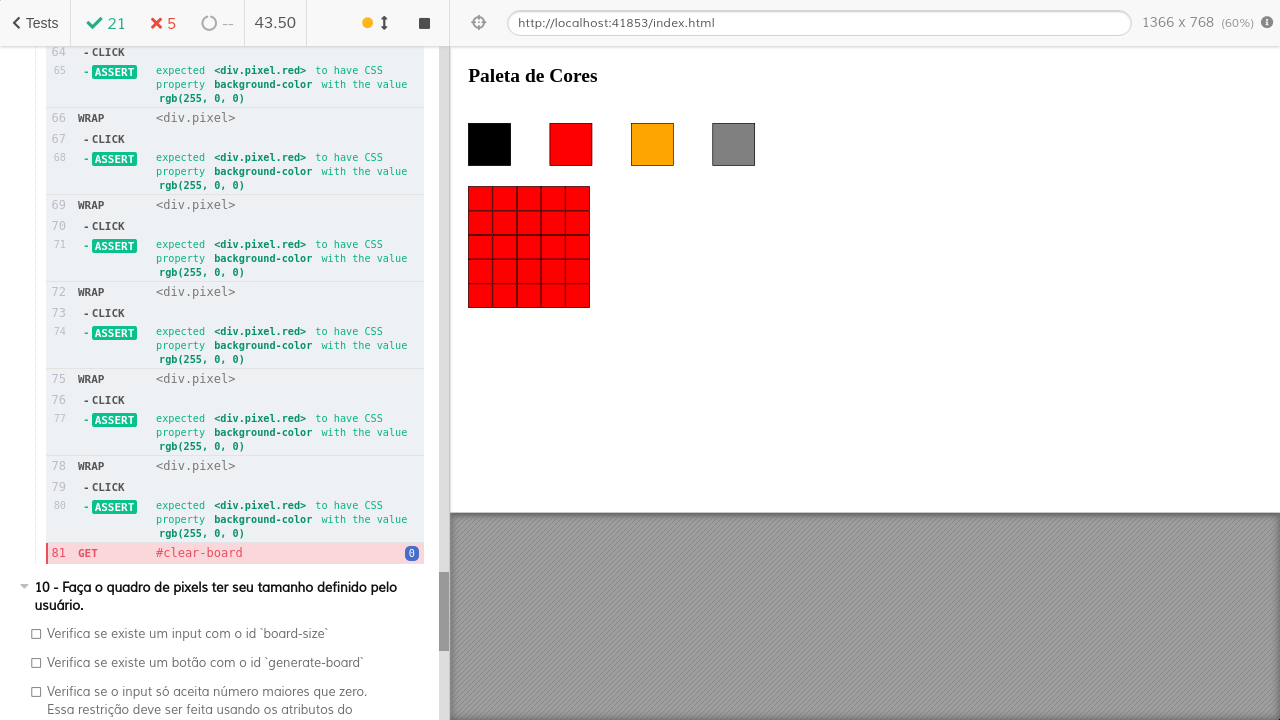 Tests 21 5 -- 43.50
http://localhost:41853/index.html 1366 x 768 (60%)
64 - CLICK
65 - ASSERT expected <div.pixel.red> to have CSS
property background-color with the value
rgb(255, 0, 0)
66 WRAP <div.pixel>
67 - CLICK
68 - ASSERT expected <div.pixel.red> to have CSS
property background-color with the value
rgb(255, 0, 0)
69 WRAP <div.pixel>
70 - CLICK
71 - ASSERT expected <div.pixel.red> to have CSS
property background-color with the value
rgb(255, 0, 0)
72 WRAP <div.pixel>
73 - CLICK
74 - ASSERT expected <div.pixel.red> to have CSS
property background-color with the value
rgb(255, 0, 0)
75 WRAP <div.pixel>
76 - CLICK
77 - ASSERT expected <div.pixel.red> to have CSS
property background-color with the value
rgb(255, 0, 0)
78 WRAP <div.pixel>
79 - CLICK
80 - ASSERT expected <div.pixel.red> to have CSS
property background-color with the value
rgb(255, 0, 0)
81 GET #clear-board 0
10 - Faça o quadro de pixels ter seu tamanho definido pelo
usuário.
Verifica se existe um input com o id `board-size`
Verifica se existe um botão com o id `generate-board`
Verifica se o input só aceita número maiores que zero.
Essa restrição deve ser feita usando os atributos do
Paleta de Cores